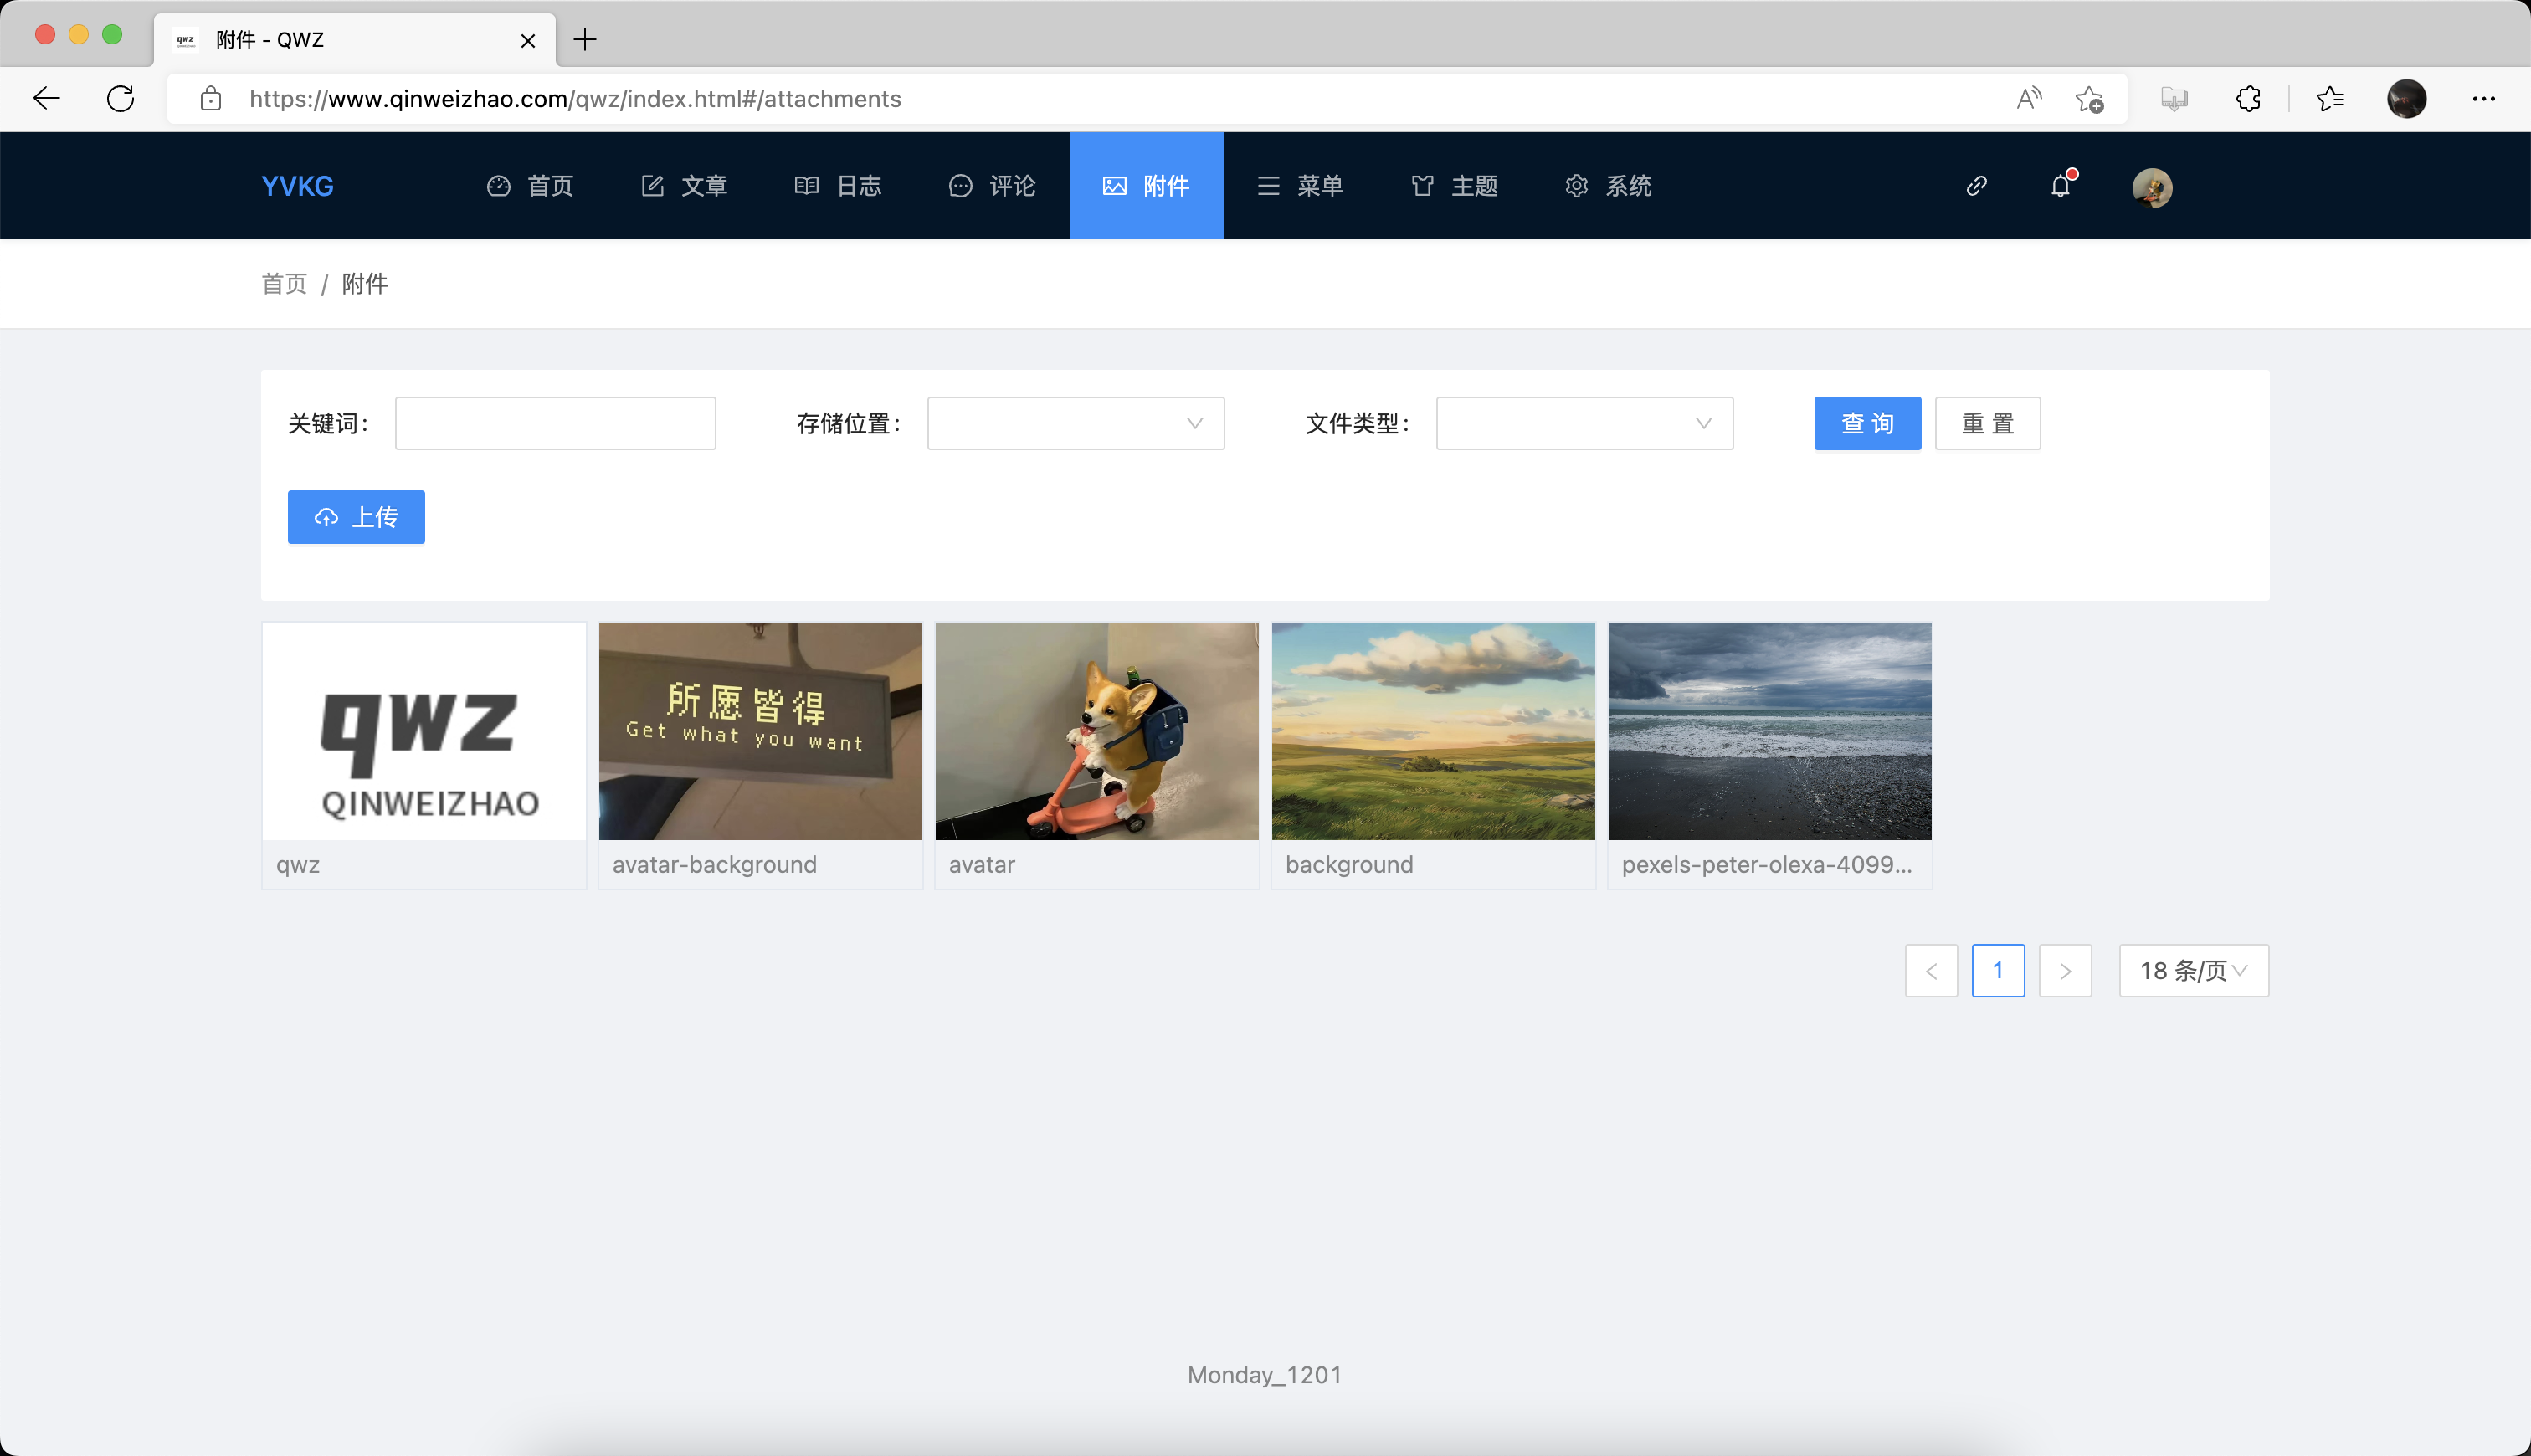 附件 - QWZ
https://www.qinweizhao.com/qwz/index.html#/attachments
YVKG 首页 文章 日志 评论 附件 菜单 主题 系统
首页 / 附件
关键词： 存储位置： 文件类型： 查 询 重 置
上传
qwz
QINWEIZHAO
所愿皆得
Get what you want
qwz avatar-background avatar background pexels-peter-olexa-4099...
1 18 条/页
Monday_1201